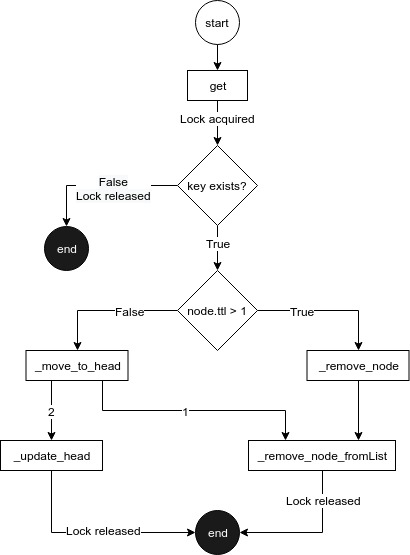 start
get
Lock acquired
key exists?
False
Lock released
end
True
node.ttl > 1
False
True
_move_to_head
_remove_node
2
1
_update_head
_remove_node_fromList
Lock released
Lock released
end